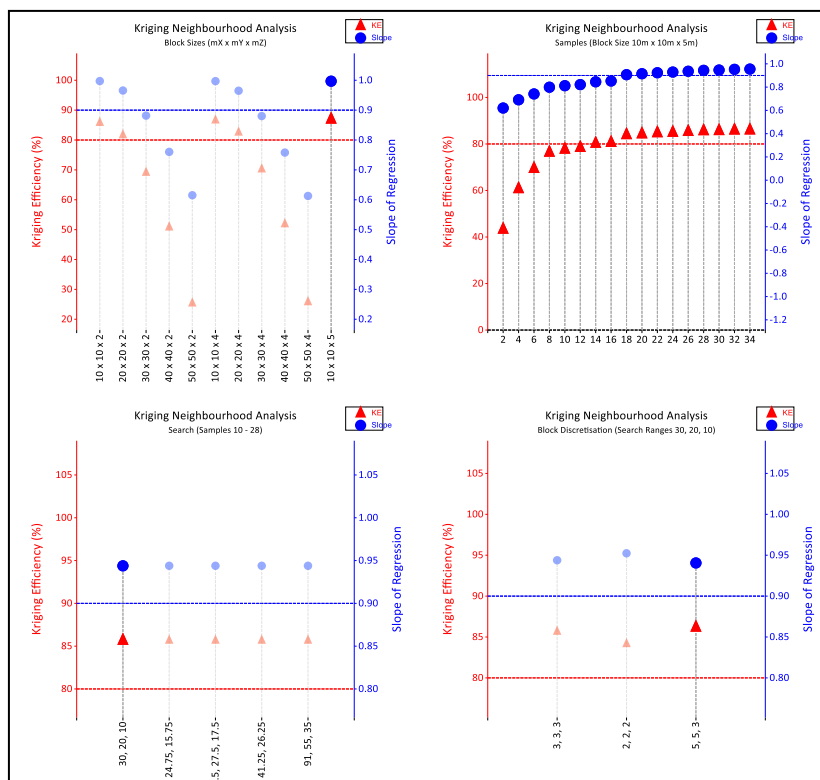 Kriging Neighbourhood Analysis
Block Sizes (mX x mY x mZ)
KE
Slope
Kriging Efficiency (%)
100
90
80
70
60
50
40
30
20
Slope of Regression
1.0
0.9
0.8
0.7
0.6
0.5
0.4
0.3
0.2
10 x 10 x 2
20 x 20 x 2
30 x 30 x 2
40 x 40 x 2
50 x 50 x 2
10 x 10 x 4
20 x 20 x 4
30 x 30 x 4
40 x 40 x 4
50 x 50 x 4
10 x 10 x 5
Kriging Neighbourhood Analysis
Samples (Block Size 10m x 10m x 5m)
KE
Slope
Kriging Efficiency (%)
100
80
60
40
20
0
Slope of Regression
1.0
0.8
0.6
0.4
0.2
0.0
-0.2
-0.4
-0.6
-0.8
-1.0
-1.2
2 4 6 8 10 12 14 16 18 20 22 24 26 28 30 32 34
Kriging Neighbourhood Analysis
Search (Samples 10 - 28)
KE
Slope
Kriging Efficiency (%)
105
100
95
90
85
80
Slope of Regression
1.05
1.00
0.95
0.90
0.85
0.80
30, 20, 10
24.75, 15.75
.5, 27.5, 17.5
41.25, 26.25
91, 55, 35
Kriging Neighbourhood Analysis
Block Discretisation (Search Ranges 30, 20, 10)
KE
Slope
Kriging Efficiency (%)
105
100
95
90
85
80
Slope of Regression
1.05
1.00
0.95
0.90
0.85
0.80
3, 3, 3
2, 2, 2
5, 5, 3